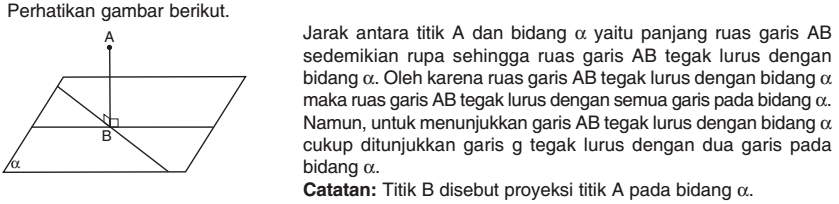 Perhatikan gambar berikut.
A
B
α
Jarak antara titik A dan bidang α yaitu panjang ruas garis AB
sedemikian rupa sehingga ruas garis AB tegak lurus dengan
bidang α. Oleh karena ruas garis AB tegak lurus dengan bidang α
maka ruas garis AB tegak lurus dengan semua garis pada bidang α.
Namun, untuk menunjukkan garis AB tegak lurus dengan bidang α
cukup ditunjukkan garis g tegak lurus dengan dua garis pada
bidang α.
Catatan: Titik B disebut proyeksi titik A pada bidang α.